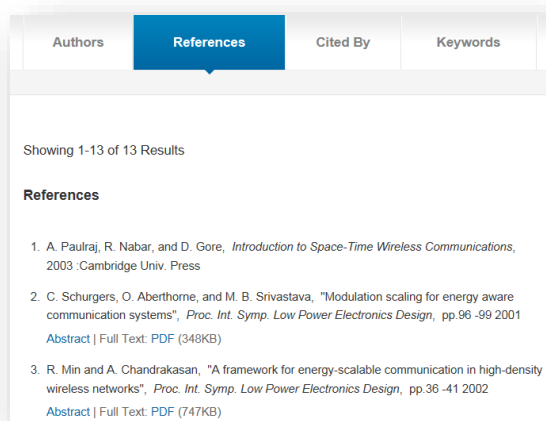 Authors References Cited By Keywords
Showing 1-13 of 13 Results
References
1. A. Paulraj, R. Nabar, and D. Gore, Introduction to Space-Time Wireless Communications,
2003 :Cambridge Univ. Press
2. C. Schurgers, O. Aberthorne, and M. B. Srivastava, "Modulation scaling for energy aware
communication systems", Proc. Int. Symp. Low Power Electronics Design, pp.96 -99 2001
Abstract | Full Text: PDF (348KB)
3. R. Min and A. Chandrakasan, "A framework for energy-scalable communication in high-density
wireless networks", Proc. Int. Symp. Low Power Electronics Design, pp.36 -41 2002
Abstract | Full Text: PDF (747KB)